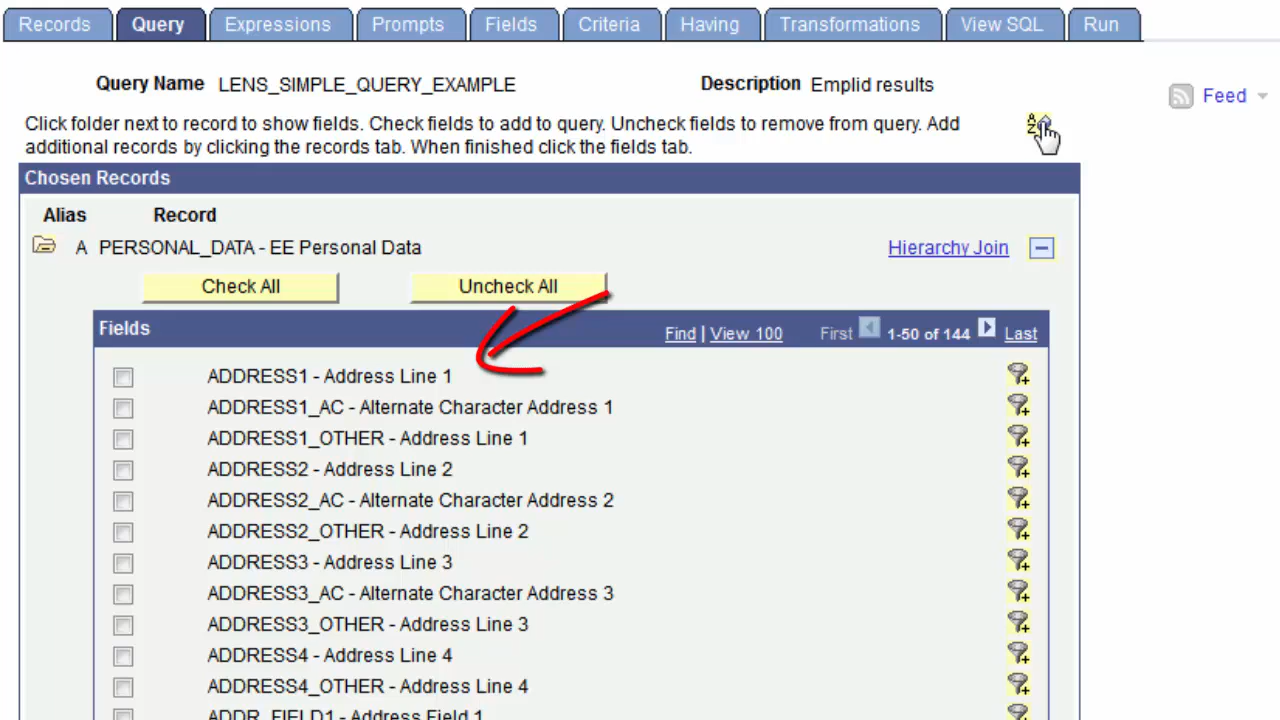 Records Query Expressions Prompts Fields Criteria Having Transformations View SQL Run
Query Name LENS_SIMPLE_QUERY_EXAMPLE Description Emplid results
Feed
Click folder next to record to show fields. Check fields to add to query. Uncheck fields to remove from query. Add
additional records by clicking the records tab. When finished click the fields tab.
Chosen Records
Alias Record
A PERSONAL_DATA - EE Personal Data Hierarchy Join
Check All Uncheck All
Fields Find | View 100 First 1-50 of 144 Last
ADDRESS1 - Address Line 1
ADDRESS1_AC - Alternate Character Address 1
ADDRESS1_OTHER - Address Line 1
ADDRESS2 - Address Line 2
ADDRESS2_AC - Alternate Character Address 2
ADDRESS2_OTHER - Address Line 2
ADDRESS3 - Address Line 3
ADDRESS3_AC - Alternate Character Address 3
ADDRESS3_OTHER - Address Line 3
ADDRESS4 - Address Line 4
ADDRESS4_OTHER - Address Line 4
ADDR_FIELD1 - Address Field 1